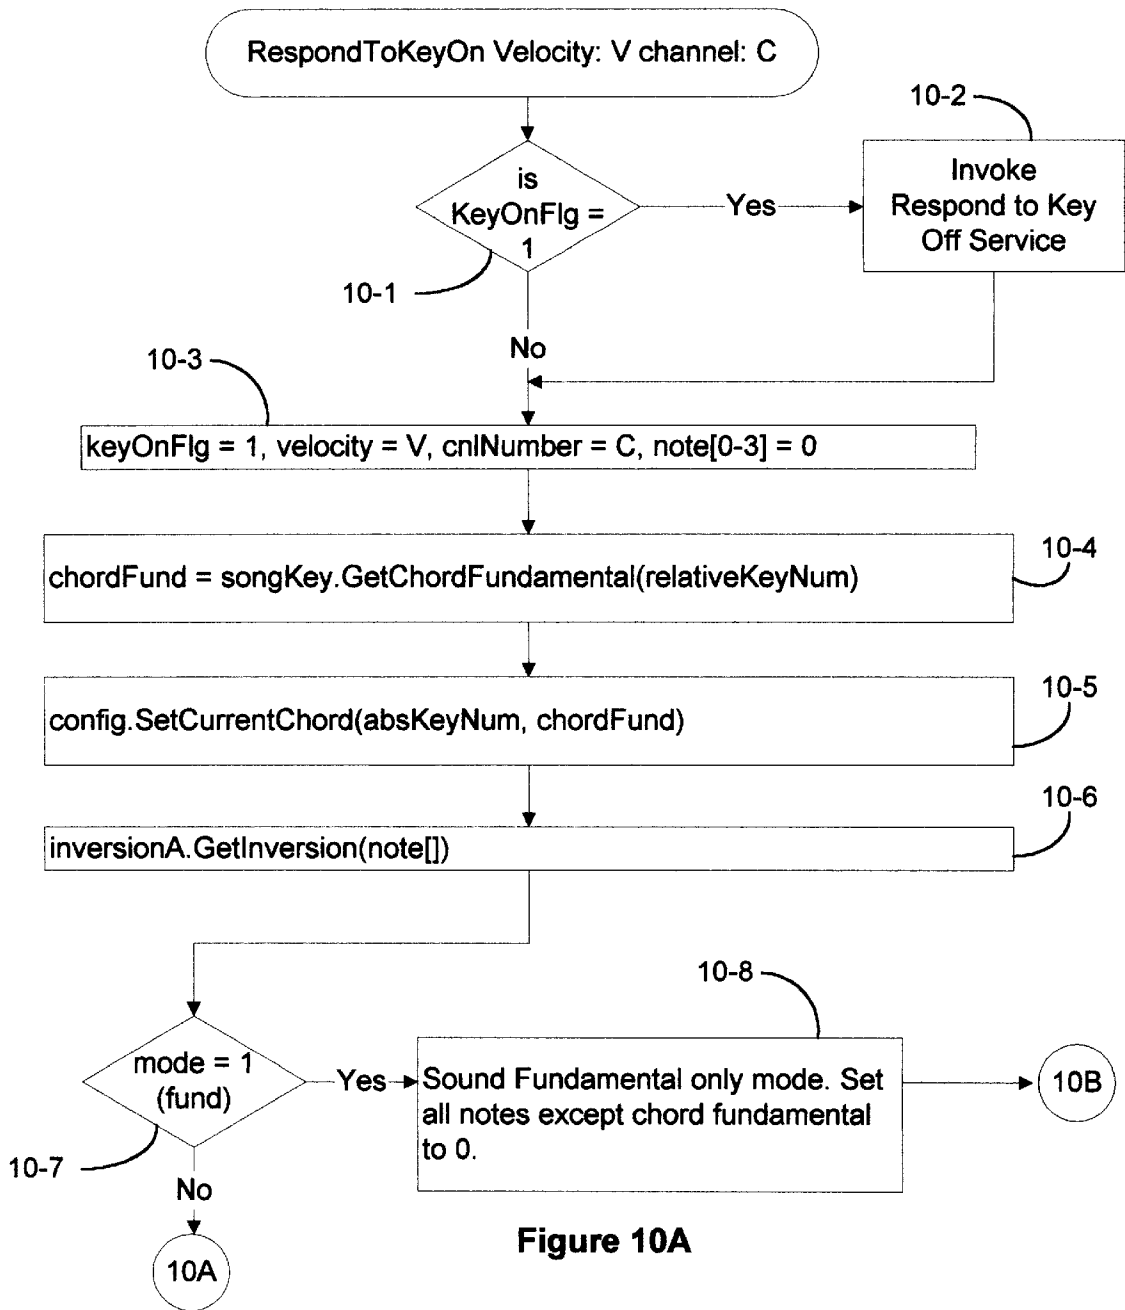 RespondToKeyOn Velocity: V channel: C
10-2
is
KeyOnFlg =
1
Yes
Invoke
Respond to Key
Off Service
10-1
No
10-3
keyOnFlg = 1, velocity = V, cnlNumber = C, note[0-3] = 0
10-4
chordFund = songKey.GetChordFundamental(relativeKeyNum)
10-5
config.SetCurrentChord(absKeyNum, chordFund)
10-6
inversionA.GetInversion(note[])
10-8
mode = 1
(fund)
Yes
Sound Fundamental only mode. Set
all notes except chord fundamental
to 0.
10B
10-7
No
10A
Figure 10A